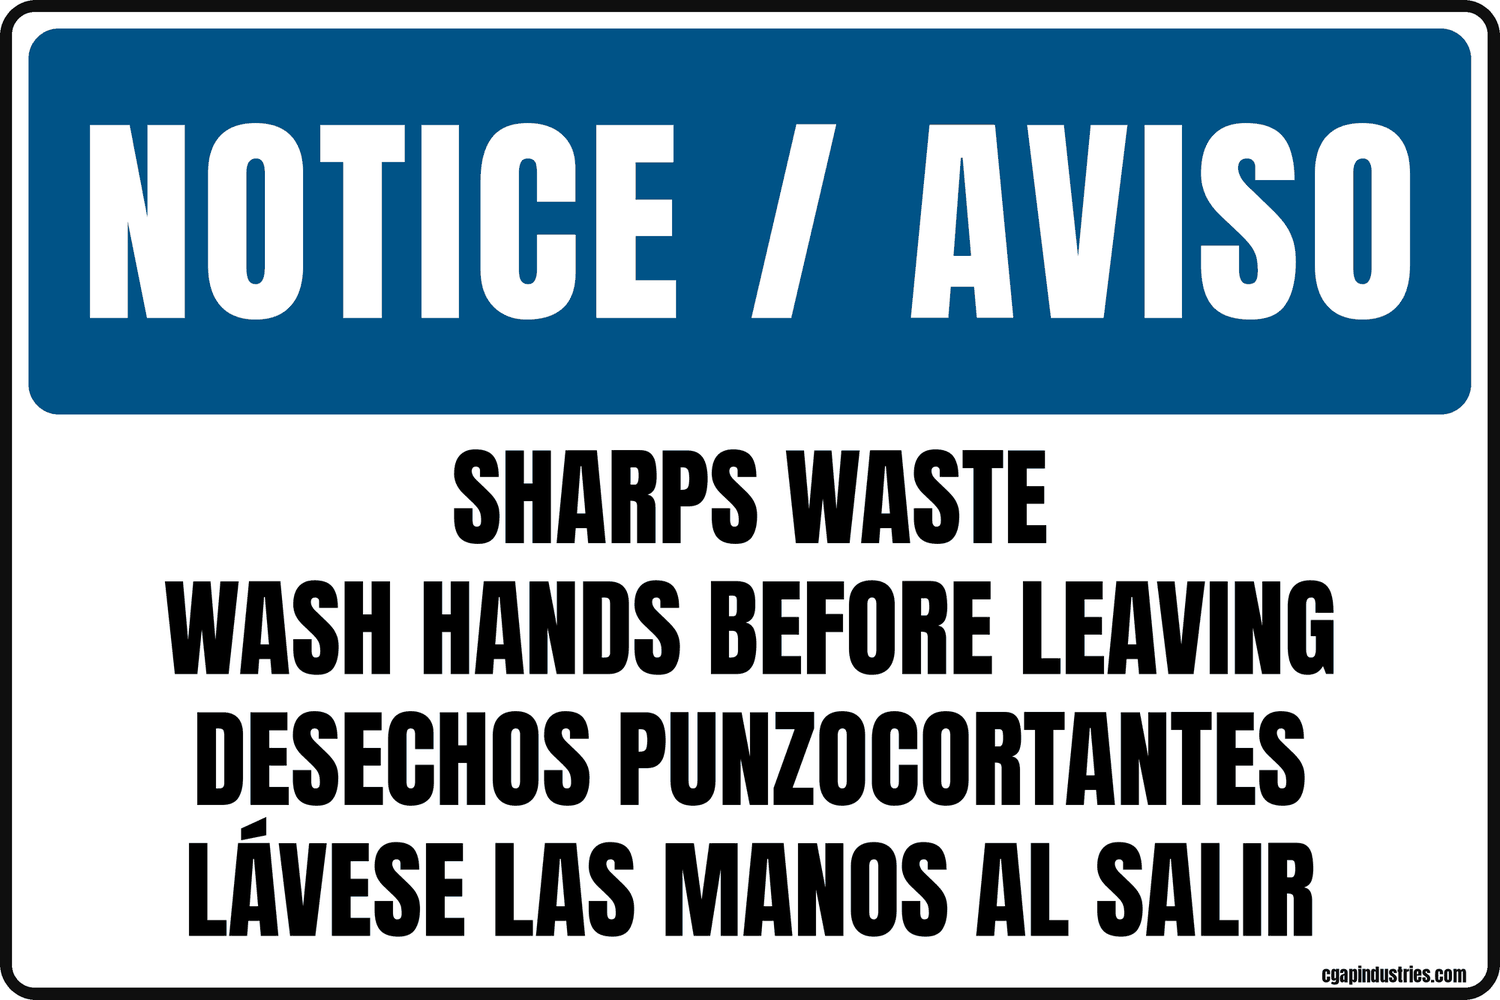 NOTICE / AVISO
SHARPS WASTE
WASH HANDS BEFORE LEAVING
DESECHOS PUNZOCORTANTES
LÁVESE LAS MANOS AL SALIR
cgapindustries.com